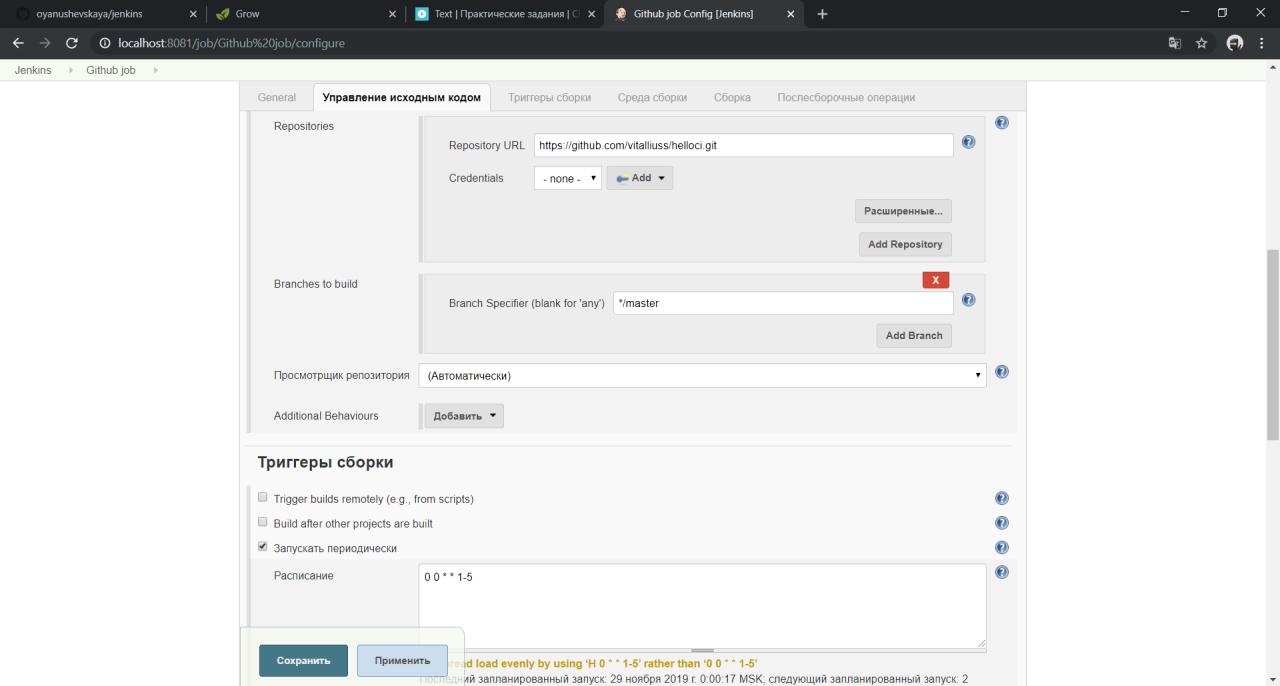 oyanushevskaya/jenkins
Grow
Text | Практические задания |
Github job Config [Jenkins]
localhost:8081/job/Github%20job/configure
Jenkins
Github job
General
Управление исходным кодом
Триггеры сборки
Среда сборки
Сборка
Послесборочные операции
Repositories
Repository URL
https://github.com/vitalliuss/helloci.git
Credentials
- none -
Add
Расширенные...
Add Repository
Branches to build
X
Branch Specifier (blank for 'any')
*/master
Add Branch
Просмотрщик репозитория
(Автоматически)
Additional Behaviours
Добавить
Триггеры сборки
Trigger builds remotely (e.g., from scripts)
Build after other projects are built
Запускать периодически
Расписание
0 0 * * 1-5
Сохранить
Применить
load evenly by using ‘H 0 * * 1-5’ rather than ‘0 0 * * 1-5’
Последний запланированный запуск: 29 ноября 2019 г. 0:00:17 MSK; следующий запланированный запуск: 2